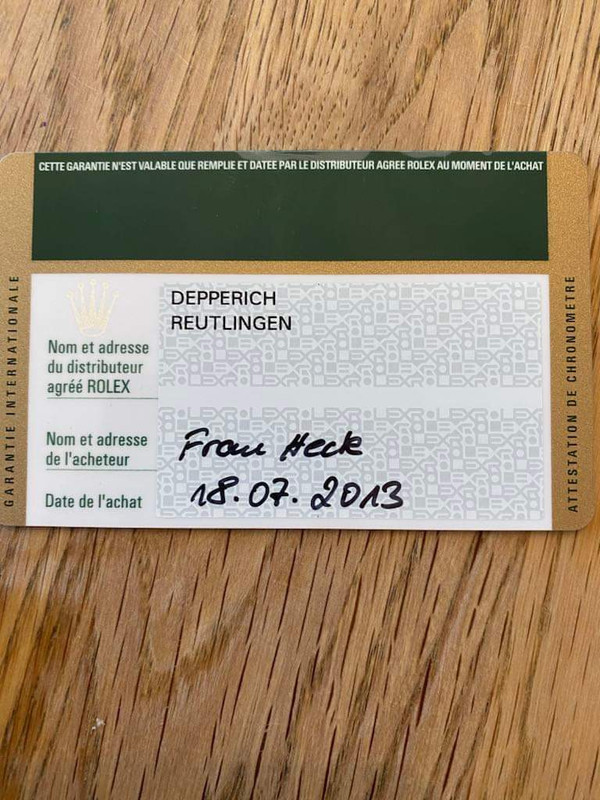 CETTE GARANTIE N'EST VALABLE QUE REMPLIE ET DATEE PAR LE DISTRIBUTEUR AGREE ROLEX AU MOMENT DE L'ACHAT
GARANTIE INTERNATIONALE
Nom et adresse
du distributeur
agréé ROLEX
DEPPERICH
REUTLINGEN
Nom et adresse
de l'acheteur
Frau Heck
Date de l'achat
18.07.2013
ATTESTATION DE CHRONOMETRE